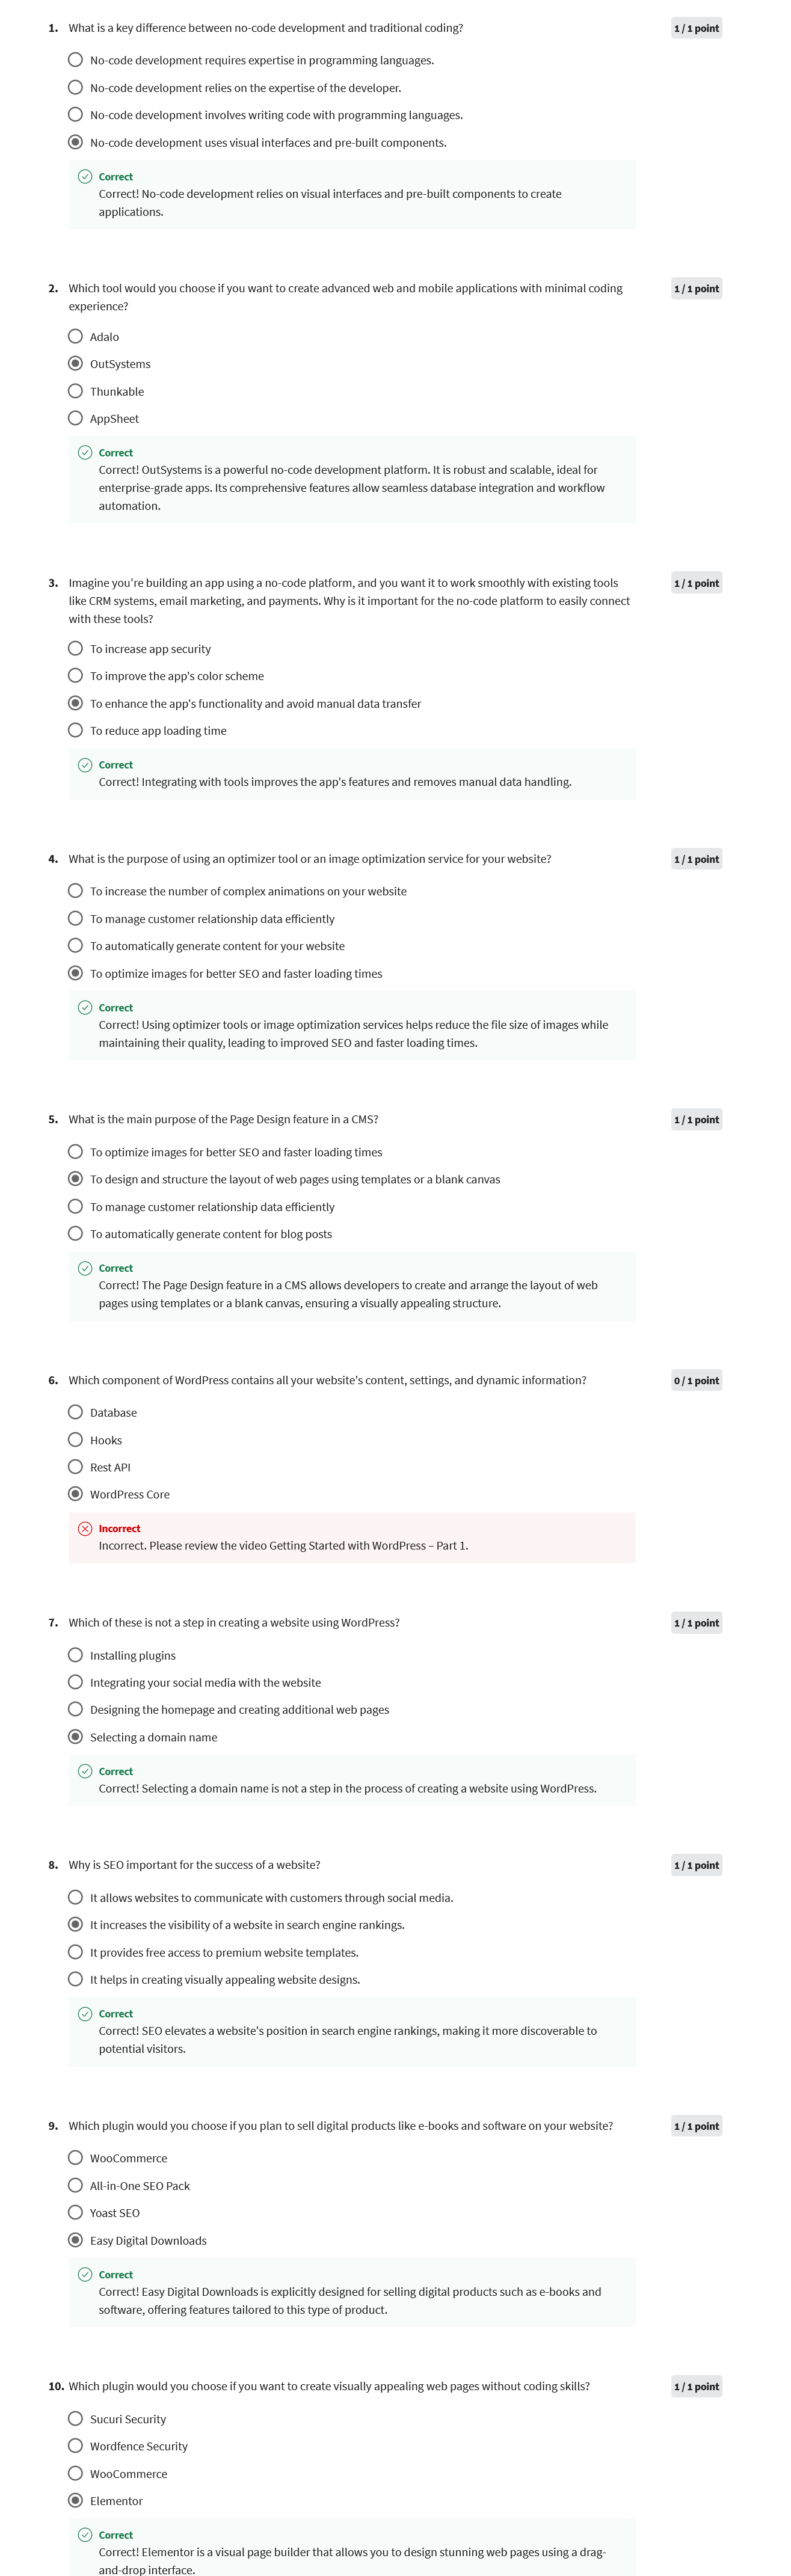 1. What is a key difference between no-code development and traditional coding?
1 / 1 point
No-code development requires expertise in programming languages.
No-code development relies on the expertise of the developer.
No-code development involves writing code with programming languages.
No-code development uses visual interfaces and pre-built components.
Correct
Correct! No-code development relies on visual interfaces and pre-built components to create
applications.
2. Which tool would you choose if you want to create advanced web and mobile applications with minimal coding
experience?
1 / 1 point
Adalo
OutSystems
Thunkable
AppSheet
Correct
Correct! OutSystems is a powerful no-code development platform. It is robust and scalable, ideal for
enterprise-grade apps. Its comprehensive features allow seamless database integration and workflow
automation.
3. Imagine you're building an app using a no-code platform, and you want it to work smoothly with existing tools
like CRM systems, email marketing, and payments. Why is it important for the no-code platform to easily connect
with these tools?
1 / 1 point
To increase app security
To improve the app's color scheme
To enhance the app's functionality and avoid manual data transfer
To reduce app loading time
Correct
Correct! Integrating with tools improves the app's features and removes manual data handling.
4. What is the purpose of using an optimizer tool or an image optimization service for your website?
1 / 1 point
To increase the number of complex animations on your website
To manage customer relationship data efficiently
To automatically generate content for your website
To optimize images for better SEO and faster loading times
Correct
Correct! Using optimizer tools or image optimization services helps reduce the file size of images while
maintaining their quality, leading to improved SEO and faster loading times.
5. What is the main purpose of the Page Design feature in a CMS?
1 / 1 point
To optimize images for better SEO and faster loading times
To design and structure the layout of web pages using templates or a blank canvas
To manage customer relationship data efficiently
To automatically generate content for blog posts
Correct
Correct! The Page Design feature in a CMS allows developers to create and arrange the layout of web
pages using templates or a blank canvas, ensuring a visually appealing structure.
6. Which component of WordPress contains all your website's content, settings, and dynamic information?
0 / 1 point
Database
Hooks
Rest API
WordPress Core
Incorrect
Incorrect. Please review the video Getting Started with WordPress – Part 1.
7. Which of these is not a step in creating a website using WordPress?
1 / 1 point
Installing plugins
Integrating your social media with the website
Designing the homepage and creating additional web pages
Selecting a domain name
Correct
Correct! Selecting a domain name is not a step in the process of creating a website using WordPress.
8. Why is SEO important for the success of a website?
1 / 1 point
It allows websites to communicate with customers through social media.
It increases the visibility of a website in search engine rankings.
It provides free access to premium website templates.
It helps in creating visually appealing website designs.
Correct
Correct! SEO elevates a website's position in search engine rankings, making it more discoverable to
potential visitors.
9. Which plugin would you choose if you plan to sell digital products like e-books and software on your website?
1 / 1 point
WooCommerce
All-in-One SEO Pack
Yoast SEO
Easy Digital Downloads
Correct
Correct! Easy Digital Downloads is explicitly designed for selling digital products such as e-books and
software, offering features tailored to this type of product.
10. Which plugin would you choose if you want to create visually appealing web pages without coding skills?
1 / 1 point
Sucuri Security
Wordfence Security
WooCommerce
Elementor
Correct
Correct! Elementor is a visual page builder that allows you to design stunning web pages using a drag-
and-drop interface.